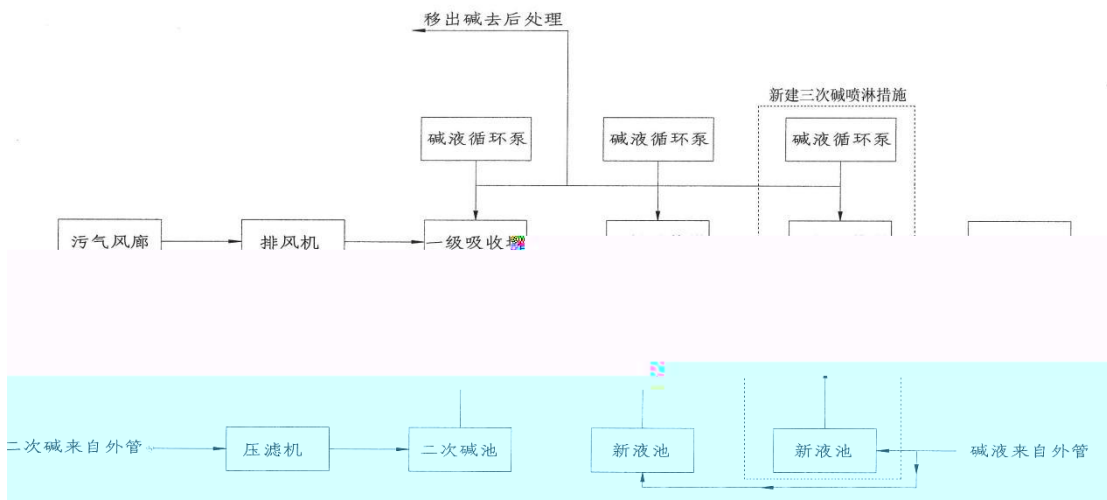 移出碱去后处理
新建三次碱喷淋措施
碱液循环泵
碱液循环泵
碱液循环泵
污气风廊
排风机
一级吸收塔
二次碱来自外管
压滤机
二次碱池
新液池
新液池
碱液来自外管